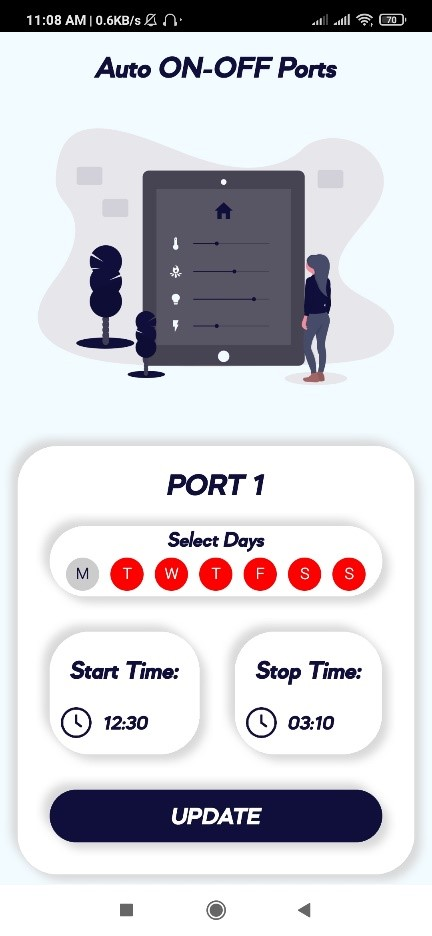 11:08 AM | 0.6KB/s
70
Auto ON-OFF Ports
PORT 1
Select Days
M T W T F S S
Start Time:
Stop Time:
12:30
03:10
UPDATE